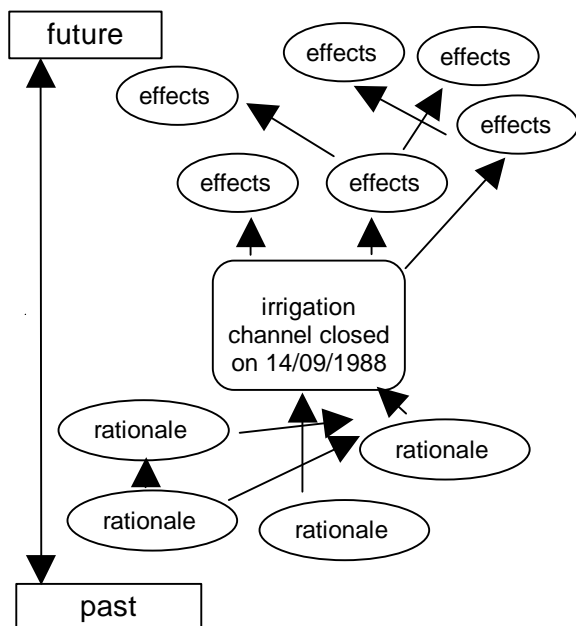 future
effects
effects
effects
effects
effects
effects
irrigation
channel closed
on 14/09/1988
rationale
rationale
rationale
rationale
past